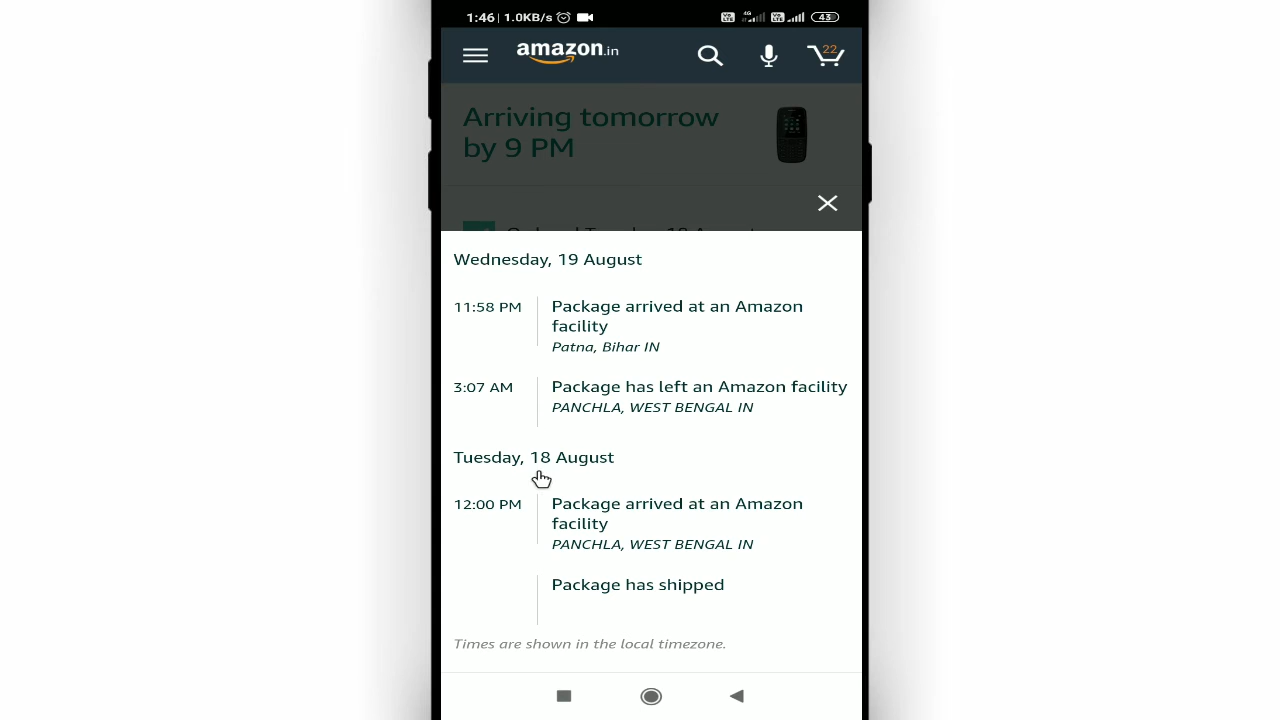 1:46 | 1.0KB/s 43
amazon.in 22
Arriving tomorrow
by 9 PM
Wednesday, 19 August
11:58 PM Package arrived at an Amazon
facility
Patna, Bihar IN
3:07 AM Package has left an Amazon facility
PANCHLA, WEST BENGAL IN
Tuesday, 18 August
12:00 PM Package arrived at an Amazon
facility
PANCHLA, WEST BENGAL IN
Package has shipped
Times are shown in the local timezone.